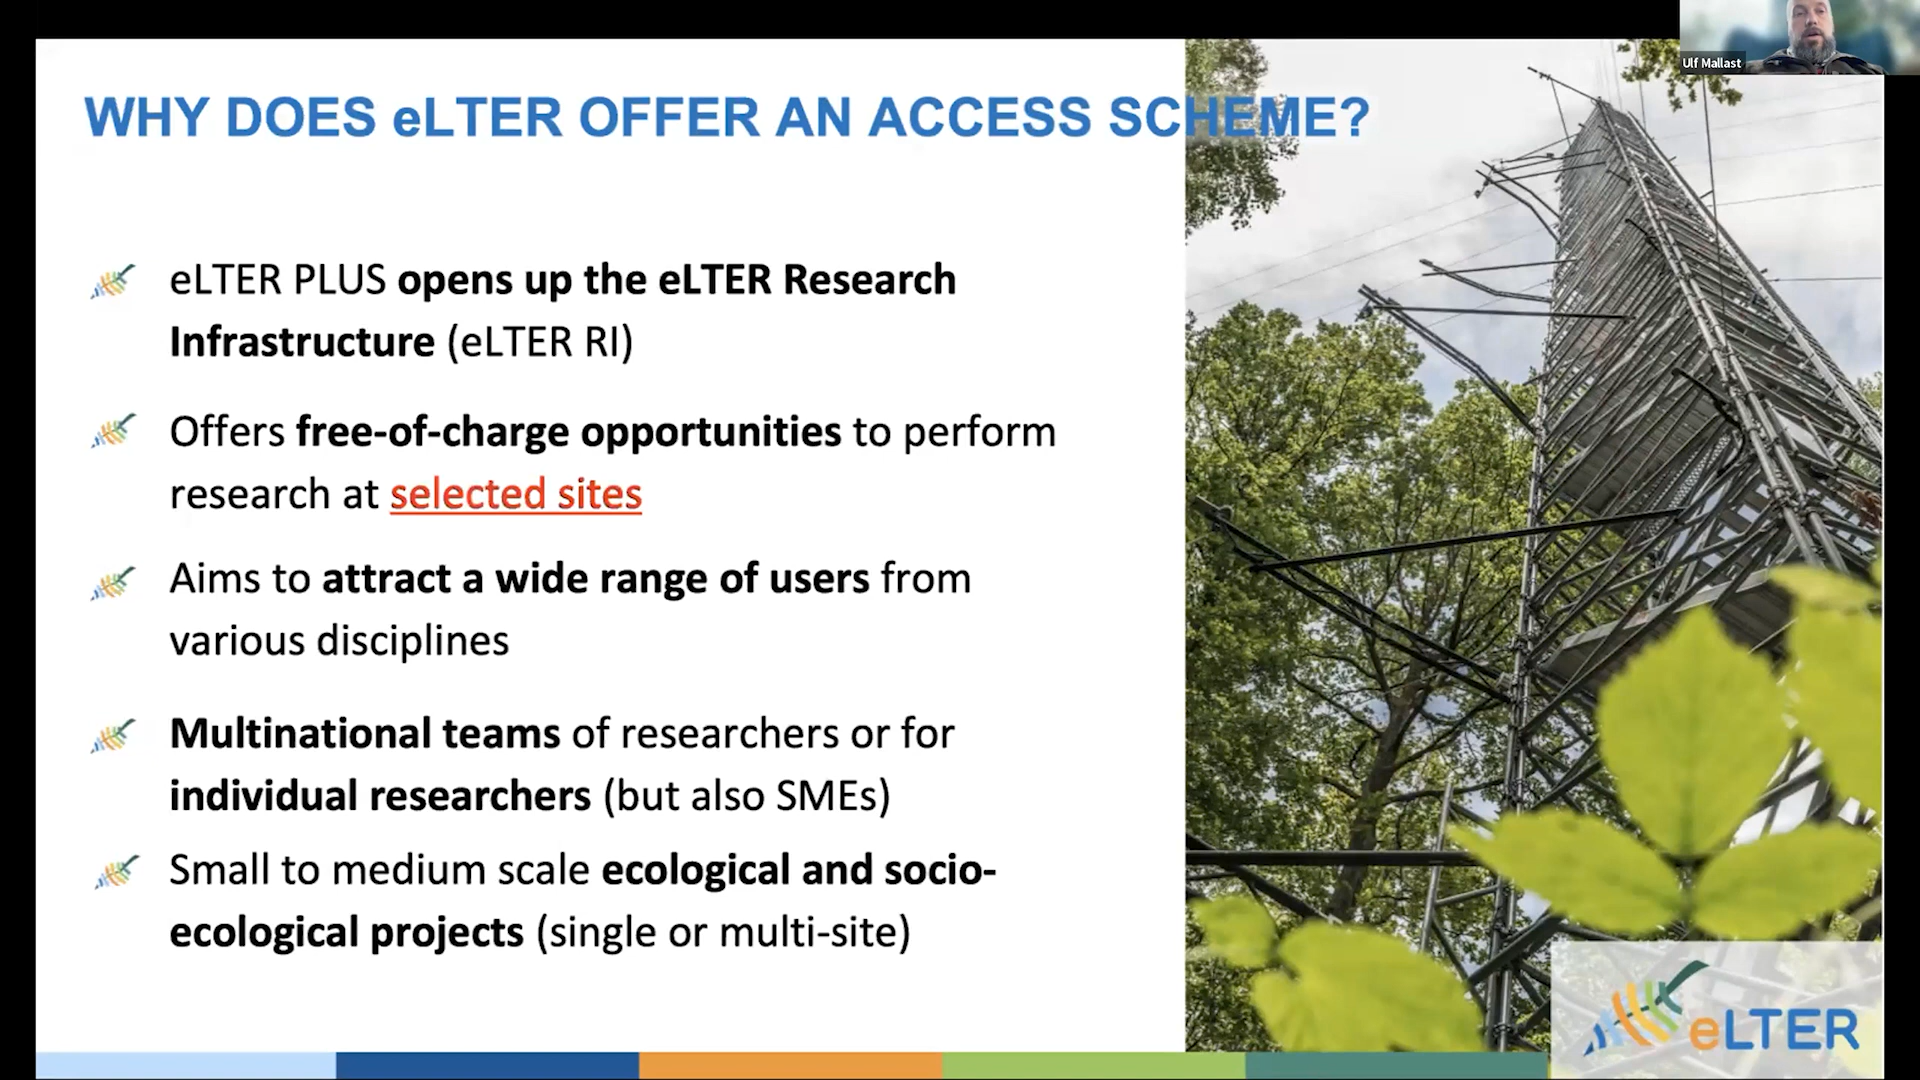 Ulf Mallast
WHY DOES eLTER OFFER AN ACCESS SCHEME?
eLTER PLUS opens up the eLTER Research
Infrastructure (eLTER RI)
Offers free-of-charge opportunities to perform
research at selected sites
Aims to attract a wide range of users from
various disciplines
Multinational teams of researchers or for
individual researchers (but also SMEs)
Small to medium scale ecological and socio-
ecological projects (single or multi-site)
eLTER